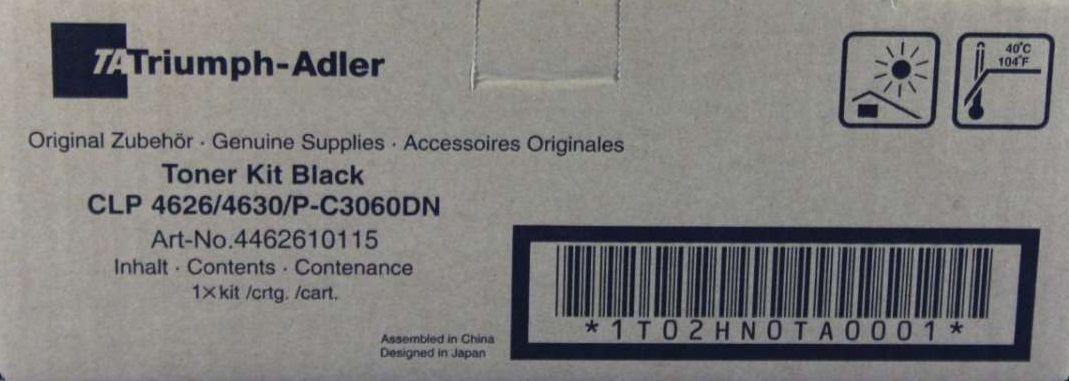 TA Triumph-Adler
40°C
104°F
Original Zubehör · Genuine Supplies · Accessoires Originales
Toner Kit Black
CLP 4626/4630/P-C3060DN
Art-No.4462610115
Inhalt · Contents · Contenance
1×kit /crtg. /cart.
*1T02HN0TA0001*
Assembled in China
Designed in Japan